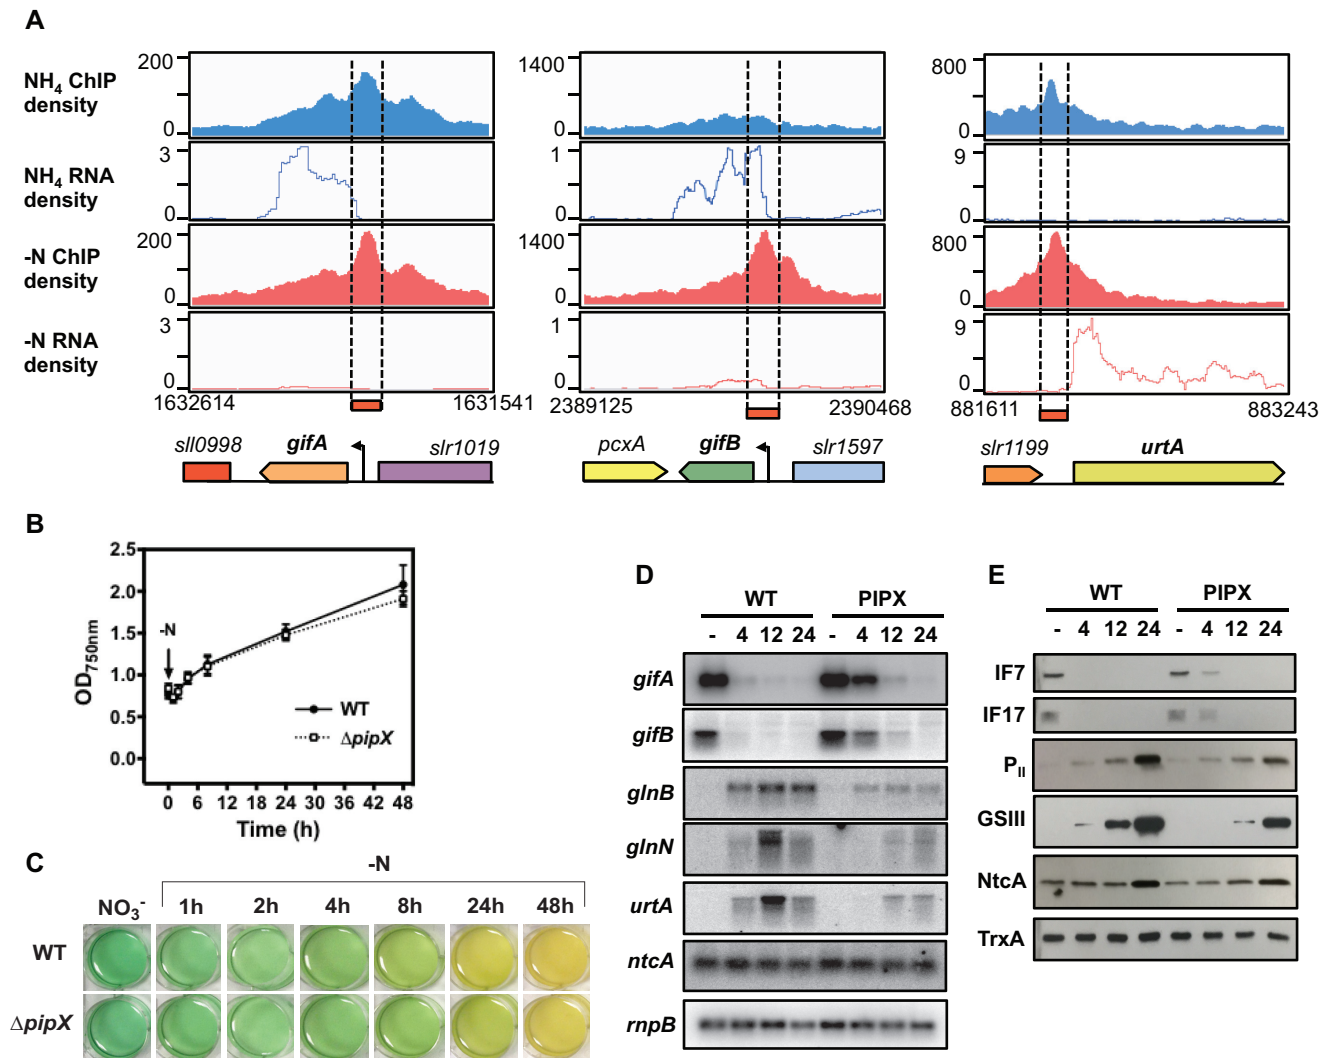 A
NH4 ChIP density
200
0
1400
0
800
0
NH4 RNA density
3
0
1
0
9
0
-N ChIP density
200
0
1400
0
800
0
-N RNA density
3
0
1
0
9
0
1632614 1631541
2389125 2390468
881611 883243
sll0998 gifA slr1019
pcxA gifB slr1597
slr1199 urtA
B
OD750nm
2.5
2.0
1.5
1.0
0.5
0.0
-N
WT
ΔpipX
0 6 12 18 24 30 36 42 48
Time (h)
C
-N
NO3- 1h 2h 4h 8h 24h 48h
WT
ΔpipX
D
WT PIPX
- 4 12 24 - 4 12 24
gifA
gifB
glnB
glnN
urtA
ntcA
rnpB
E
WT PIPX
- 4 12 24 - 4 12 24
IF7
IF17
PII
GSIII
NtcA
TrxA